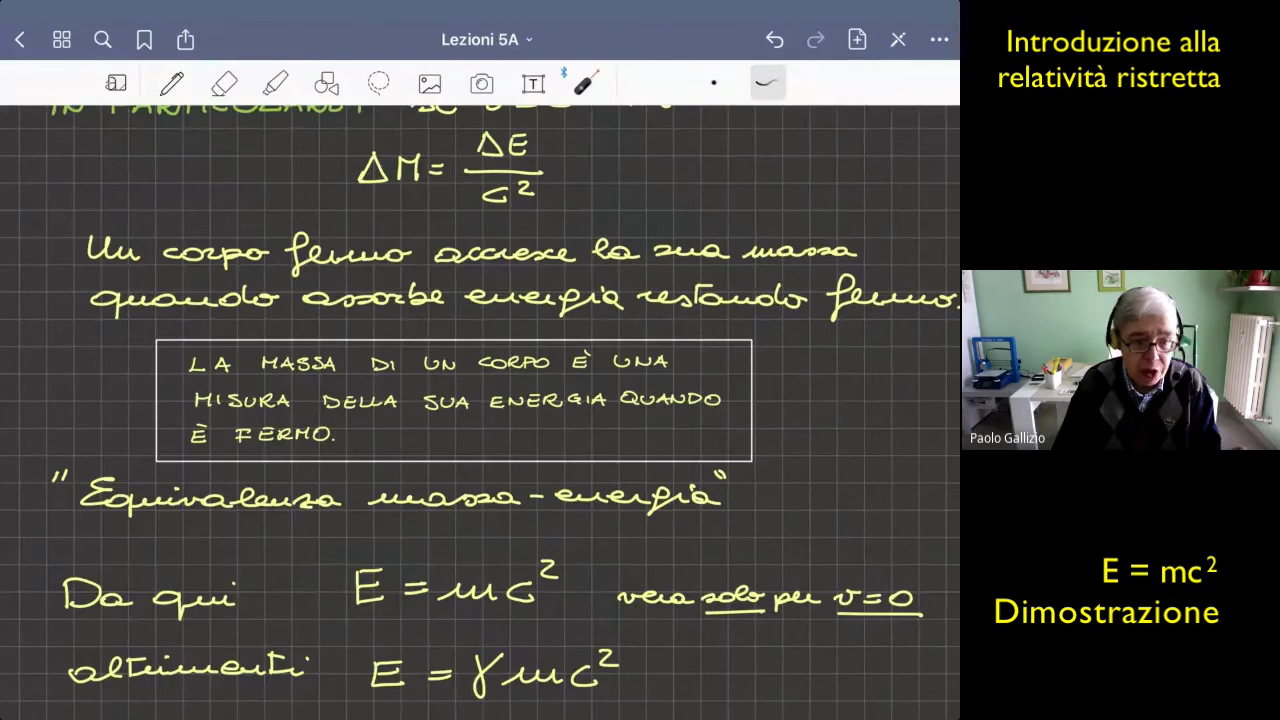 Lezioni 5A
T
IN PARTICOLARE:
ΔM = ΔE / c²
Un corpo fermo accresce la sua massa
quando assorbe energia restando fermo.
LA MASSA DI UN CORPO È UNA
MISURA DELLA SUA ENERGIA QUANDO
È FERMO.
"Equivalenza massa-energia"
Da qui E = mc² vera solo per v=0
altrimenti E = γmc²
Introduzione alla
relatività ristretta
Paolo Gallizio
E = mc²
Dimostrazione